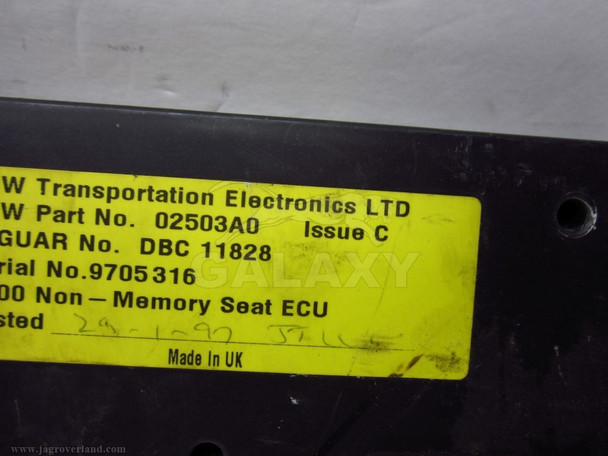 W Transportation Electronics LTD
W Part No. 02503A0 Issue C
GUAR No. DBC 11828
rial No.9705316
00 Non-Memory Seat ECU
sted 29-1-97
Made In UK
GALAXY
www.jagroverland.com